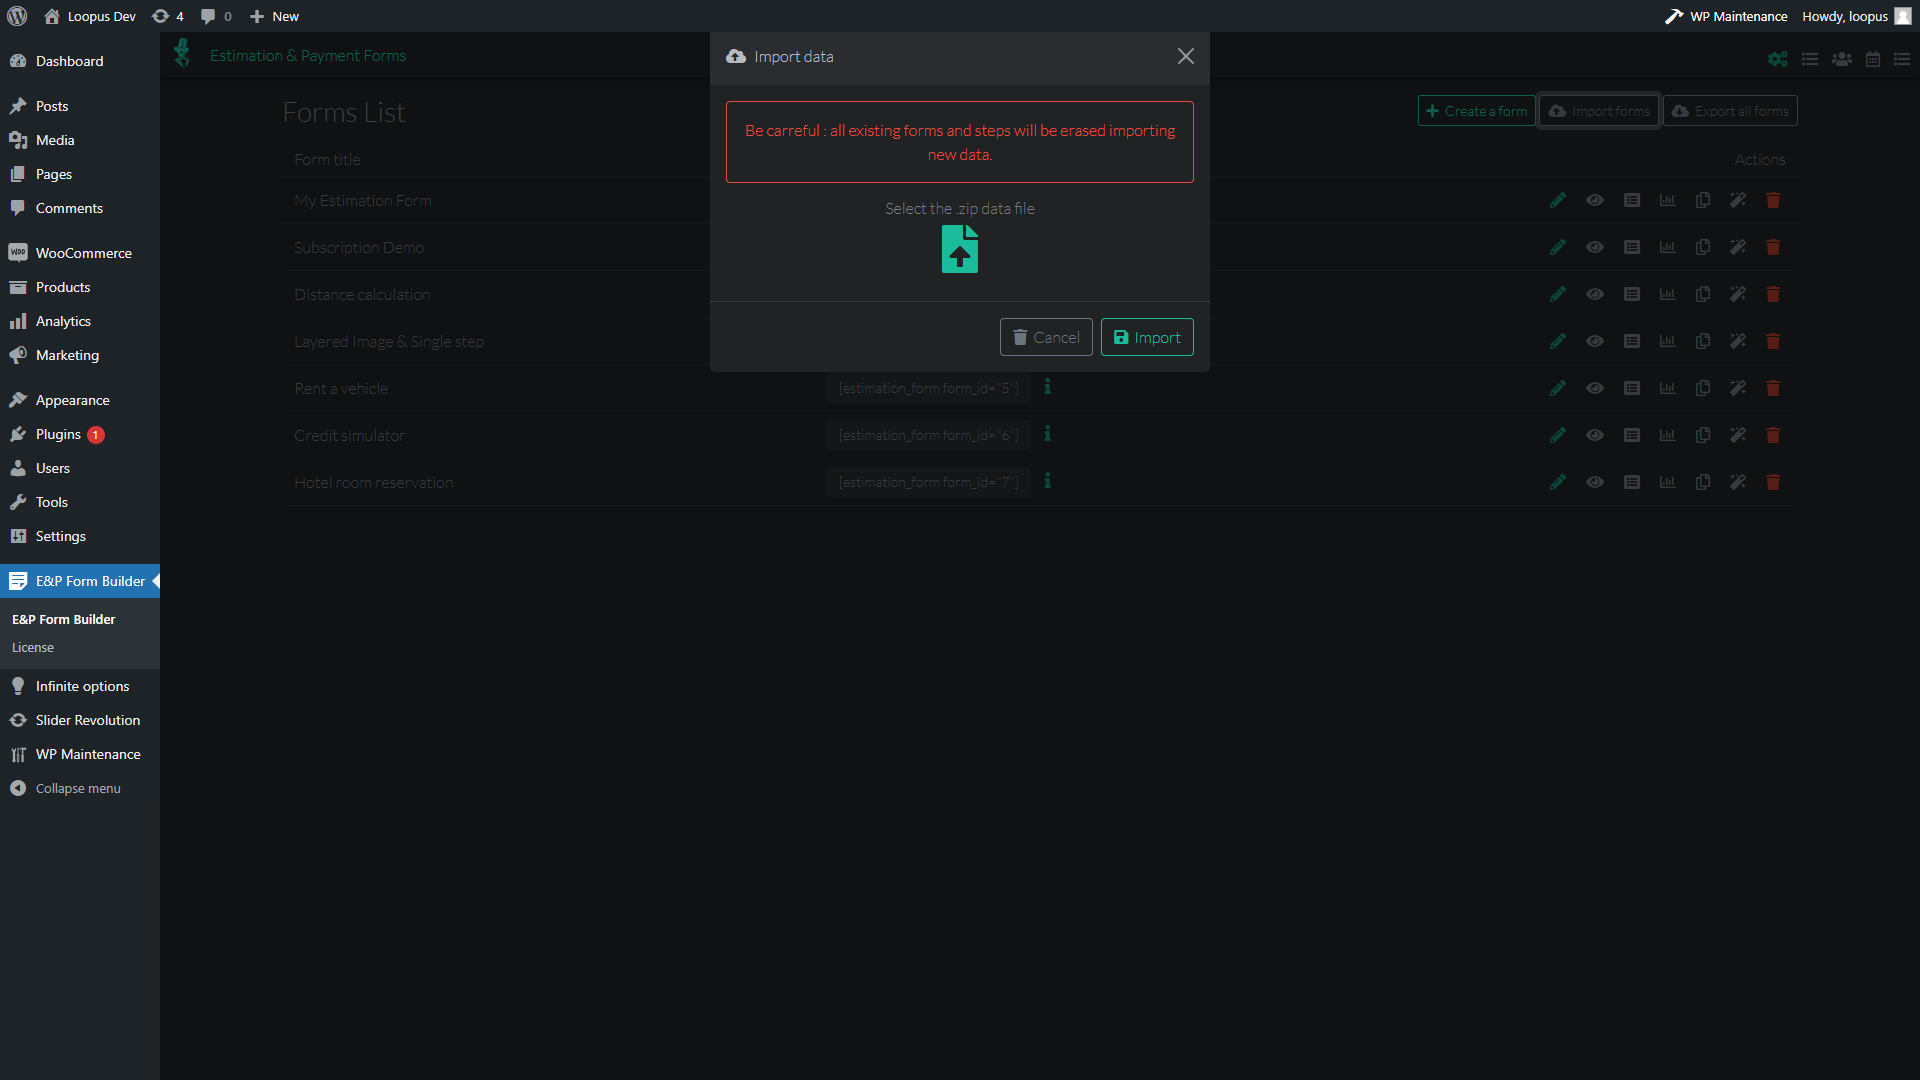 Loopus Dev
4
0
New
WP Maintenance
Howdy, loopus
Dashboard
Posts
Media
Pages
Comments
WooCommerce
Products
Analytics
Marketing
Appearance
Plugins 1
Users
Tools
Settings
E&P Form Builder
E&P Form Builder
License
Infinite options
Slider Revolution
WP Maintenance
Collapse menu
Estimation & Payment Forms
Forms List
Create a form
Import forms
Export all forms
Form title
Actions
My Estimation Form
Subscription Demo
Distance calculation
Layered Image & Single step
Rent a vehicle
[estimation_form form_id="5"]
Credit simulator
[estimation_form form_id="6"]
Hotel room reservation
[estimation_form form_id="7"]
Import data
Be carreful : all existing forms and steps will be erased importing
new data.
Select the .zip data file
Cancel
Import